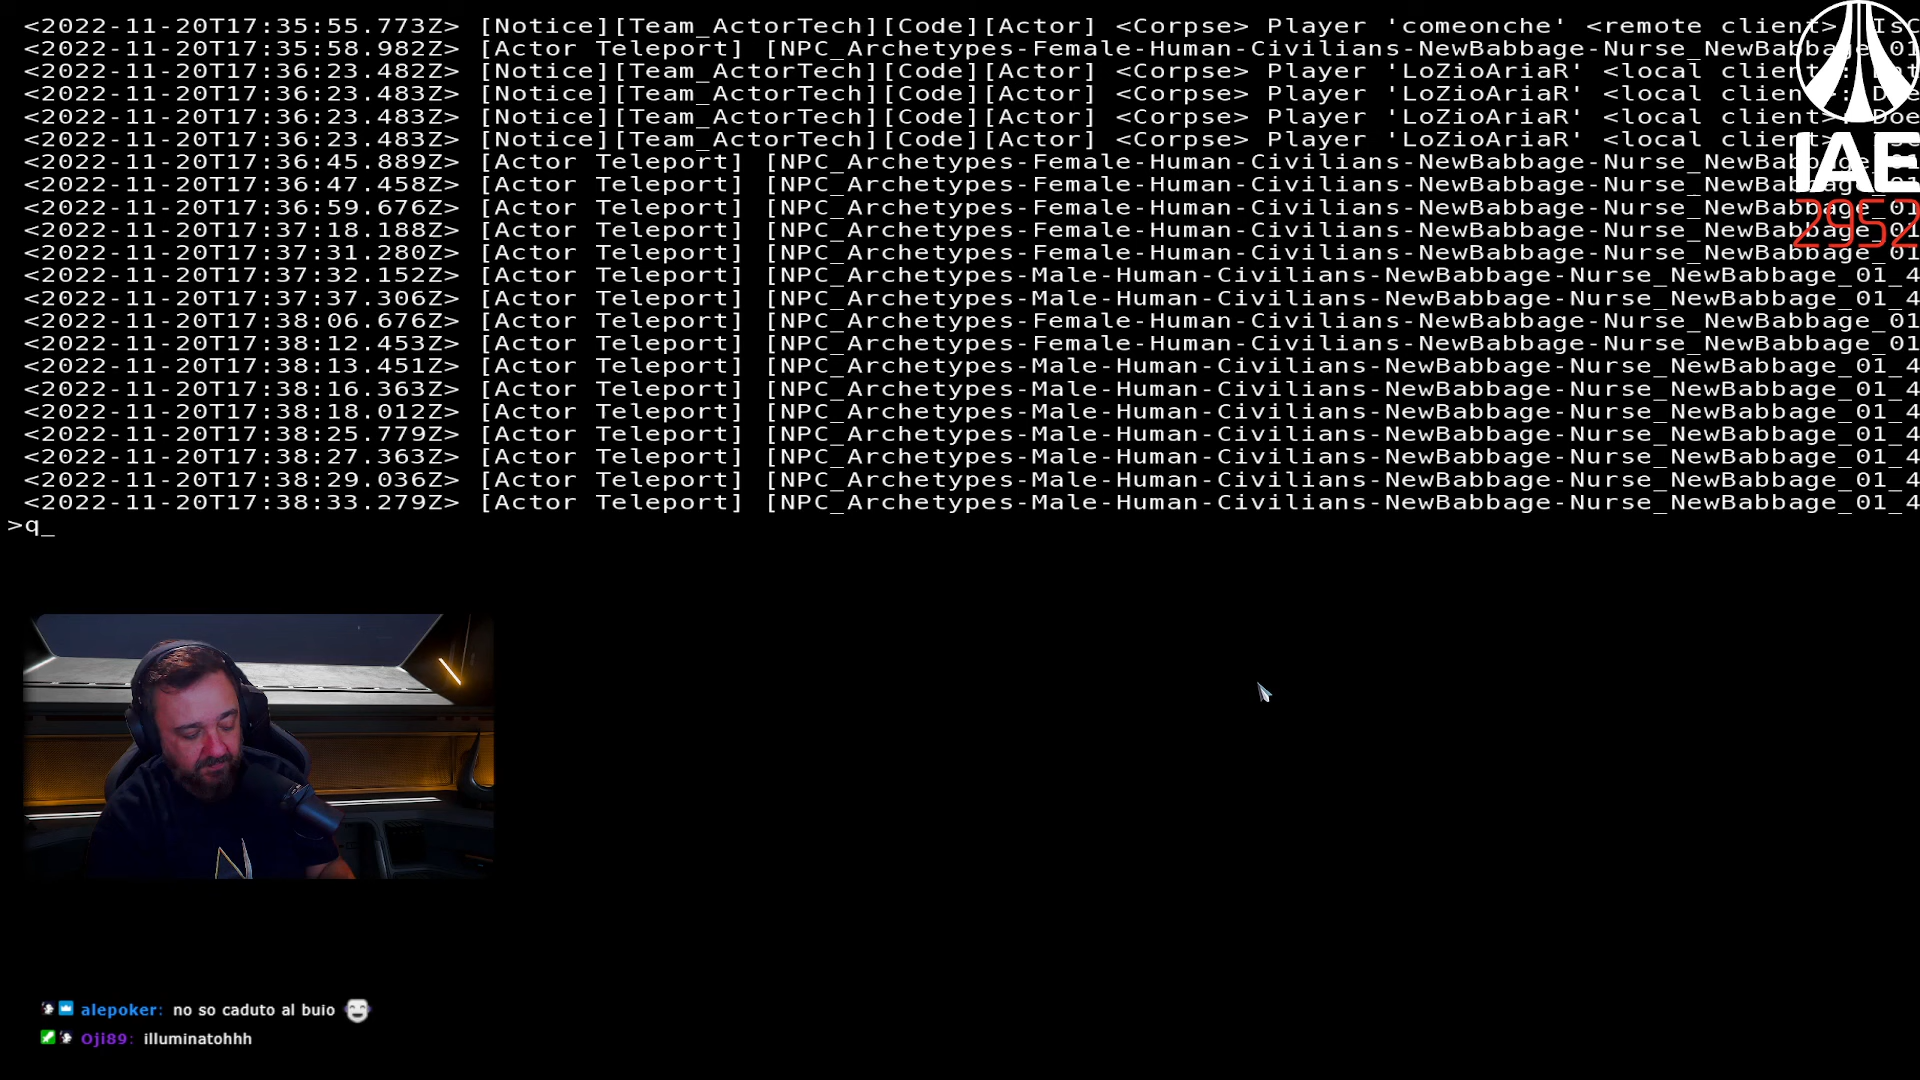 <2022-11-20T17:35:55.773Z> [Notice][Team_ActorTech][Code][Actor] <Corpse> Player 'comeonche' <remote client>
<2022-11-20T17:35:58.982Z> [Actor Teleport] [NPC_Archetypes-Female-Human-Civilians-NewBabbage-Nurse_NewBabbage_01
<2022-11-20T17:36:23.482Z> [Notice][Team_ActorTech][Code][Actor] <Corpse> Player 'LoZioAriaR' <local client>:
<2022-11-20T17:36:23.483Z> [Notice][Team_ActorTech][Code][Actor] <Corpse> Player 'LoZioAriaR' <local client>: Doe
<2022-11-20T17:36:23.483Z> [Notice][Team_ActorTech][Code][Actor] <Corpse> Player 'LoZioAriaR' <local client>: Doe
<2022-11-20T17:36:23.483Z> [Notice][Team_ActorTech][Code][Actor] <Corpse> Player 'LoZioAriaR' <local client>
<2022-11-20T17:36:45.889Z> [Actor Teleport] [NPC_Archetypes-Female-Human-Civilians-NewBabbage-Nurse_NewBabbage_01
<2022-11-20T17:36:47.458Z> [Actor Teleport] [NPC_Archetypes-Female-Human-Civilians-NewBabbage-Nurse_NewBabbage_01
<2022-11-20T17:36:59.676Z> [Actor Teleport] [NPC_Archetypes-Female-Human-Civilians-NewBabbage-Nurse_NewBabbage_01
<2022-11-20T17:37:18.188Z> [Actor Teleport] [NPC_Archetypes-Female-Human-Civilians-NewBabbage-Nurse_NewBabbage_01
<2022-11-20T17:37:31.280Z> [Actor Teleport] [NPC_Archetypes-Female-Human-Civilians-NewBabbage-Nurse_NewBabbage_01
<2022-11-20T17:37:32.152Z> [Actor Teleport] [NPC_Archetypes-Male-Human-Civilians-NewBabbage-Nurse_NewBabbage_01_4
<2022-11-20T17:37:37.306Z> [Actor Teleport] [NPC_Archetypes-Male-Human-Civilians-NewBabbage-Nurse_NewBabbage_01_4
<2022-11-20T17:38:06.676Z> [Actor Teleport] [NPC_Archetypes-Female-Human-Civilians-NewBabbage-Nurse_NewBabbage_01
<2022-11-20T17:38:12.453Z> [Actor Teleport] [NPC_Archetypes-Female-Human-Civilians-NewBabbage-Nurse_NewBabbage_01
<2022-11-20T17:38:13.451Z> [Actor Teleport] [NPC_Archetypes-Male-Human-Civilians-NewBabbage-Nurse_NewBabbage_01_4
<2022-11-20T17:38:16.363Z> [Actor Teleport] [NPC_Archetypes-Male-Human-Civilians-NewBabbage-Nurse_NewBabbage_01_4
<2022-11-20T17:38:18.012Z> [Actor Teleport] [NPC_Archetypes-Male-Human-Civilians-NewBabbage-Nurse_NewBabbage_01_4
<2022-11-20T17:38:25.779Z> [Actor Teleport] [NPC_Archetypes-Male-Human-Civilians-NewBabbage-Nurse_NewBabbage_01_4
<2022-11-20T17:38:27.363Z> [Actor Teleport] [NPC_Archetypes-Male-Human-Civilians-NewBabbage-Nurse_NewBabbage_01_4
<2022-11-20T17:38:29.036Z> [Actor Teleport] [NPC_Archetypes-Male-Human-Civilians-NewBabbage-Nurse_NewBabbage_01_4
<2022-11-20T17:38:33.279Z> [Actor Teleport] [NPC_Archetypes-Male-Human-Civilians-NewBabbage-Nurse_NewBabbage_01_4
>q_
IAE
2952
alepoker: no so caduto al buio
Oji89: illuminatohhh